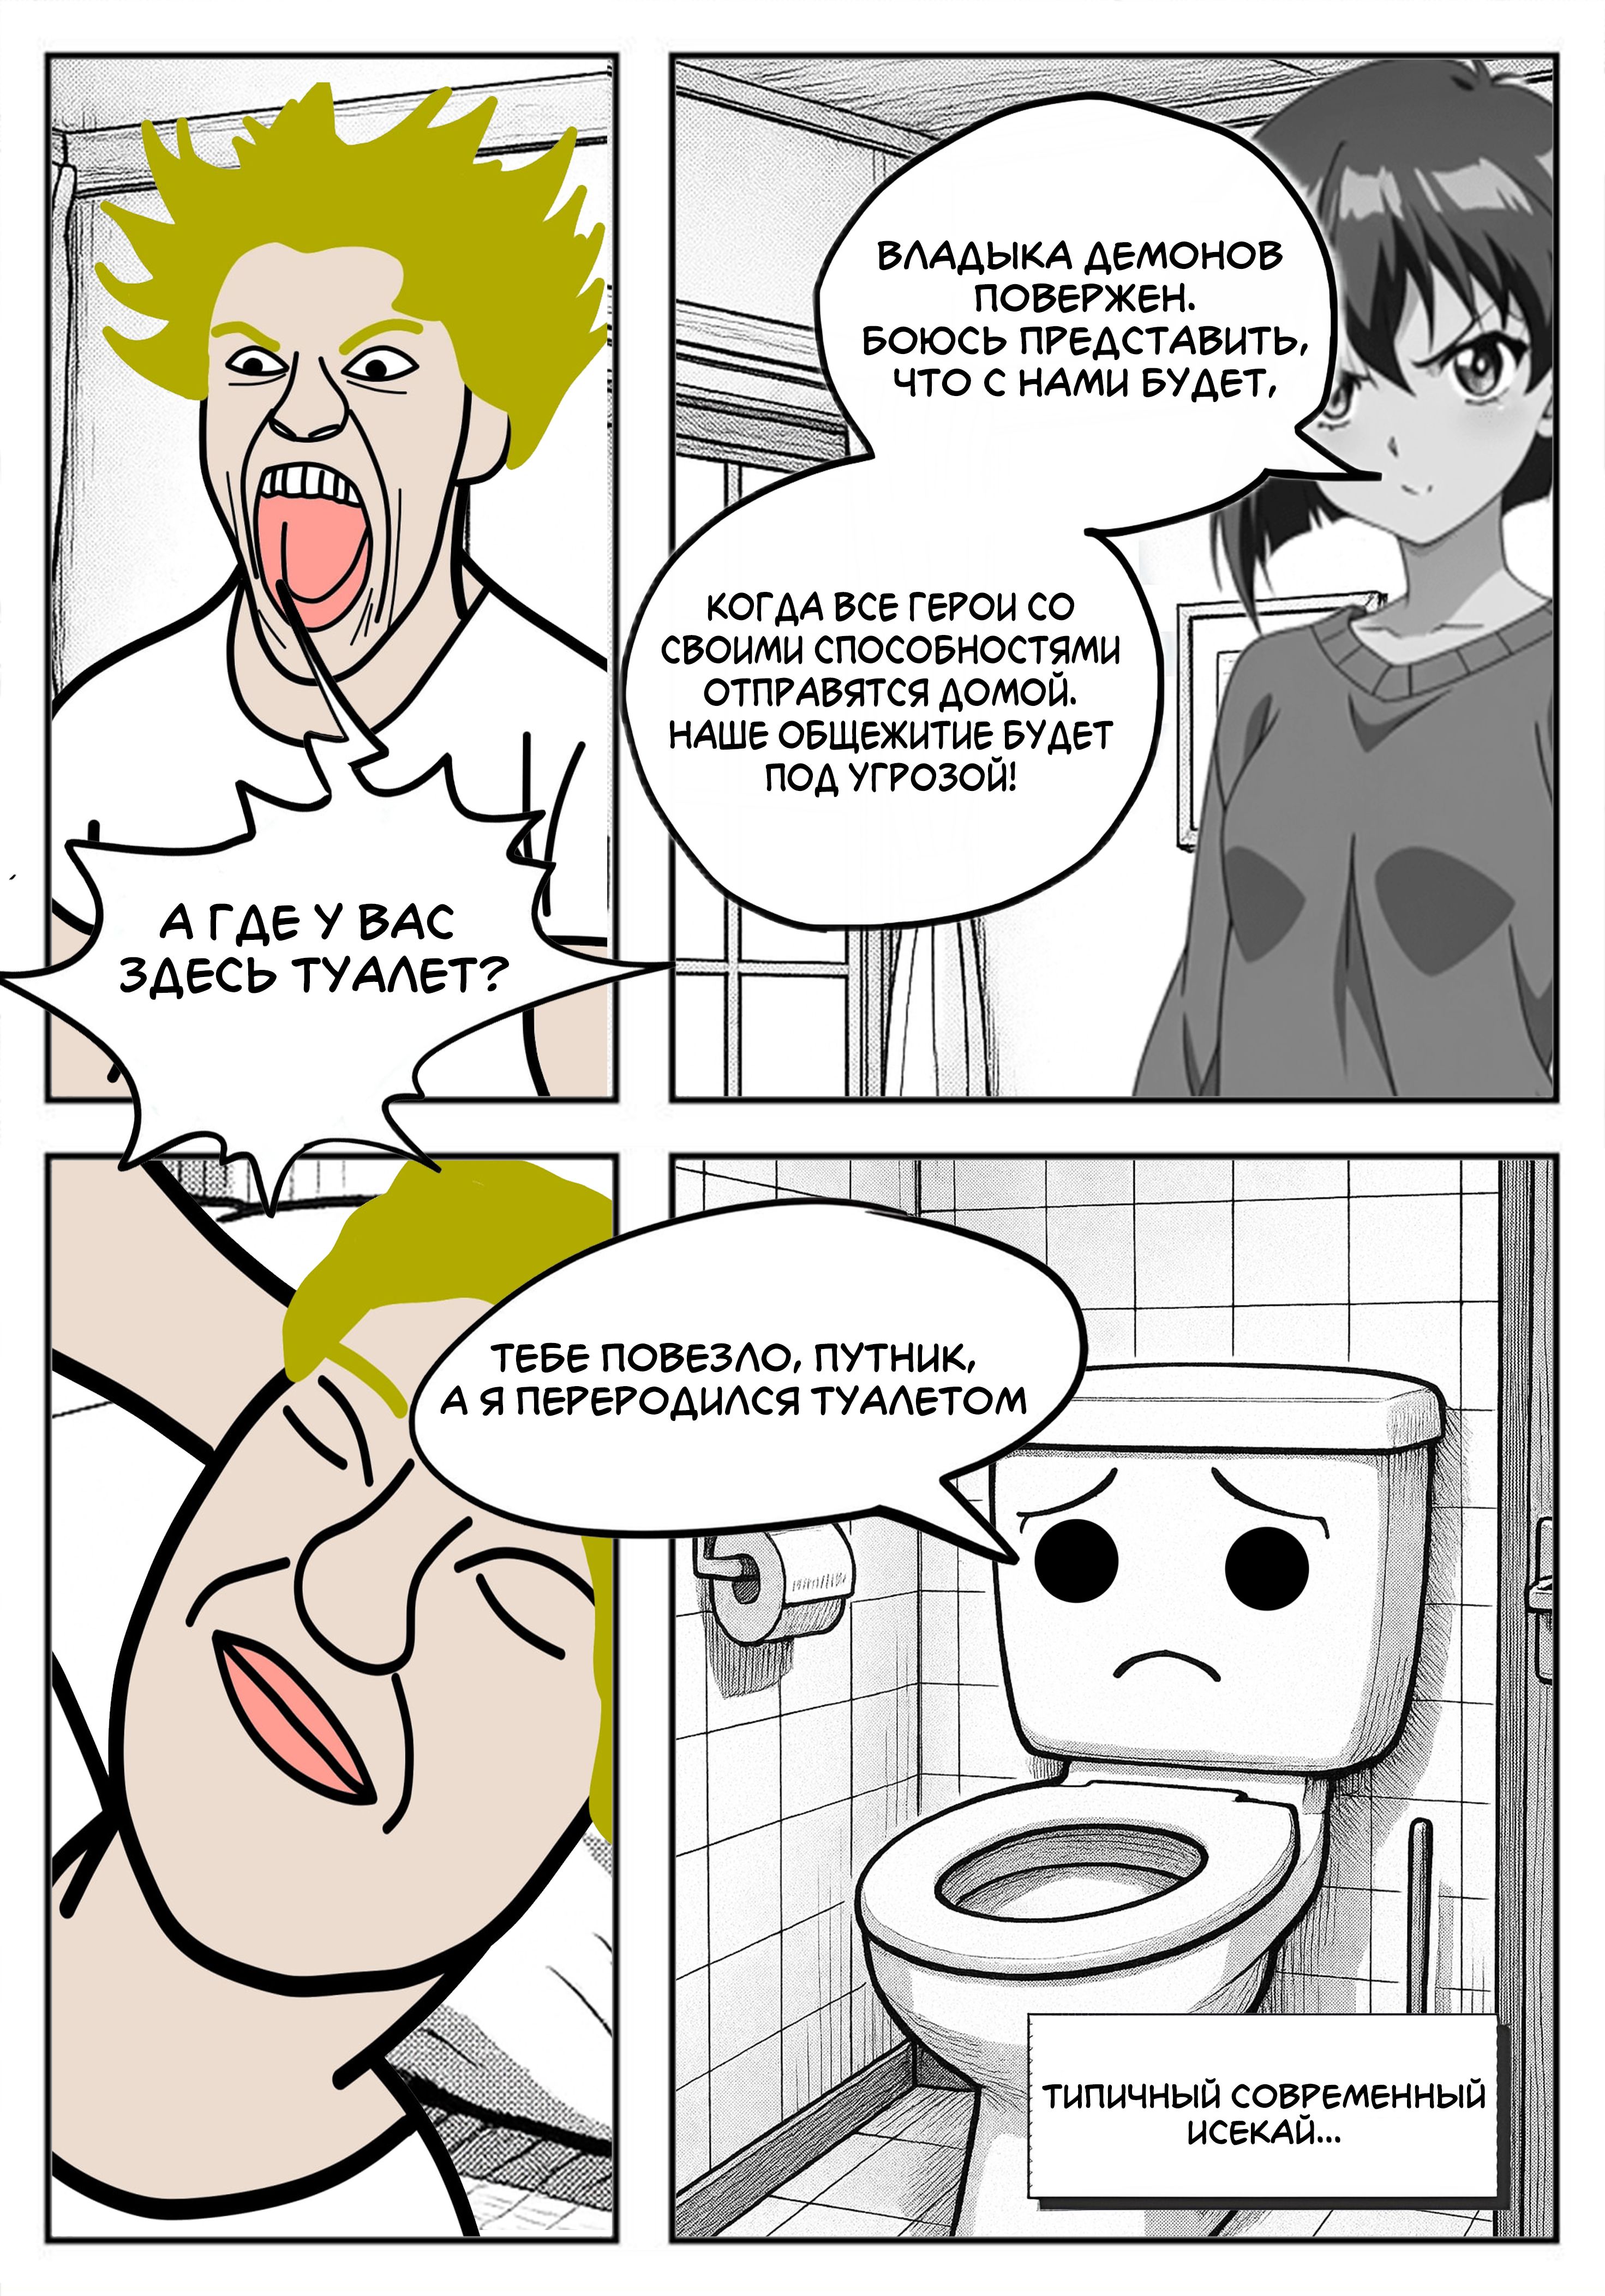 ВЛАДЫКА ДЕМОНОВ
ПОВЕРЖЕН.
БОЮСЬ ПРЕДСТАВИТЬ,
ЧТО С НАМИ БУДЕТ,
КОГДА ВСЕ ГЕРОИ СО
СВОИМИ СПОСОБНОСТЯМИ
ОТПРАВЯТСЯ ДОМОЙ.
НАШЕ ОБЩЕЖИТИЕ БУДЕТ
ПОД УГРОЗОЙ!
А ГДЕ У ВАС
ЗДЕСЬ ТУАЛЕТ?
ТЕБЕ ПОВЕЗЛО, ПУТНИК,
А Я ПЕРЕРОДИЛСЯ ТУАЛЕТОМ
ТИПИЧНЫЙ СОВРЕМЕННЫЙ
ИСЕКАЙ...